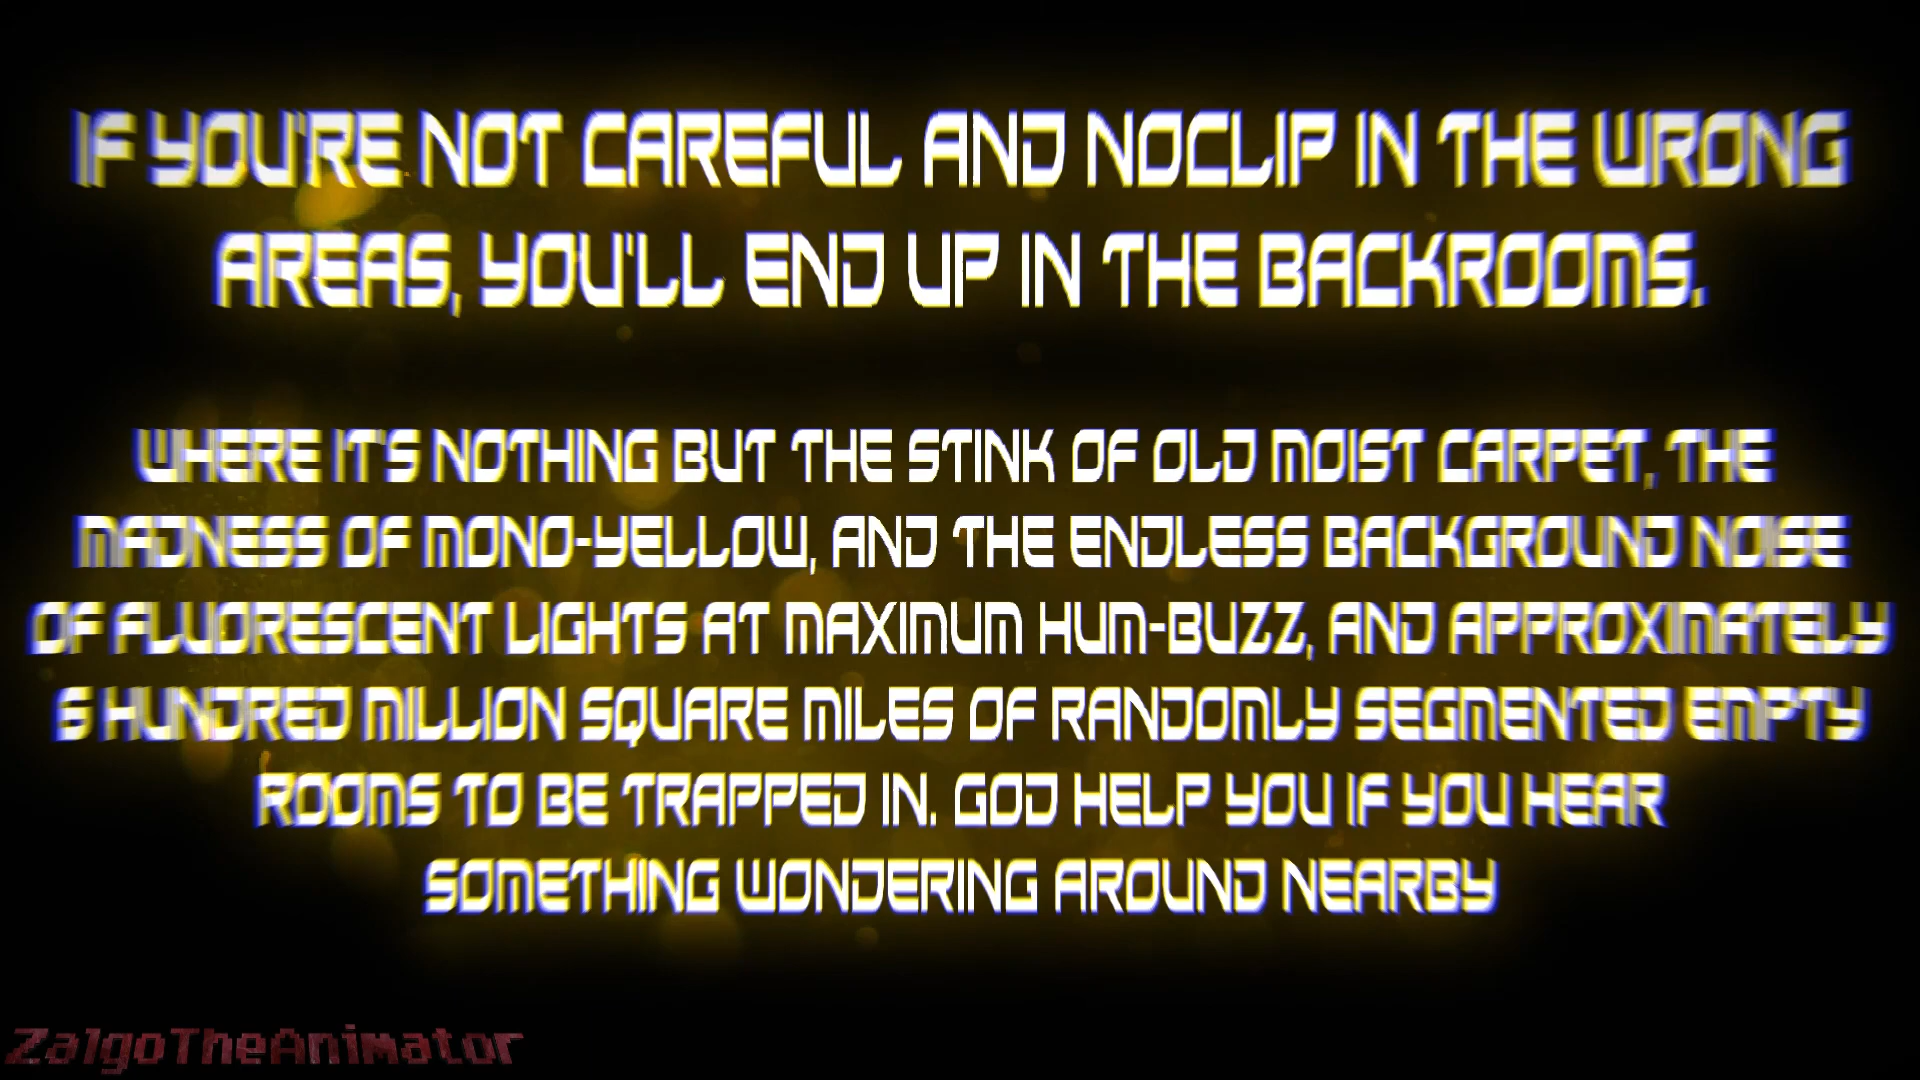 IF YOU'RE NOT CAREFUL AND NOCLIP IN THE WRONG
AREAS, YOU'LL END UP IN THE BACKROOMS.
WHERE IT'S NOTHING BUT THE STINK OF OLD MOIST CARPET, THE
MADNESS OF MONO-YELLOW, AND THE ENDLESS BACKGROUND NOISE
OF FLUORESCENT LIGHTS AT MAXIMUM HUM-BUZZ, AND APPROXIMATELY
6 HUNDRED MILLION SQUARE MILES OF RANDOMLY SEGMENTED EMPTY
ROOMS TO BE TRAPPED IN. GOD HELP YOU IF YOU HEAR
SOMETHING WONDERING AROUND NEARBY
ZalgoTheAnimator